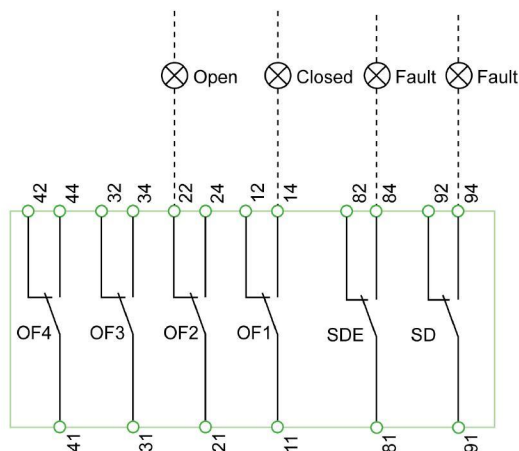 Open Closed Fault Fault
42 44 32 34 22 24 12 14 82 84 92 94
OF4 OF3 OF2 OF1 SDE SD
41 31 21 11 81 91